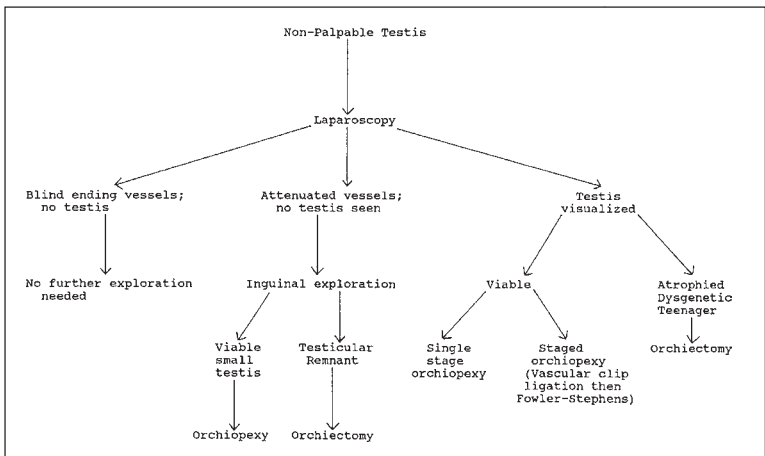 Non-Palpable Testis
Laparoscopy
Blind ending vessels;
no testis
Attenuated vessels;
no testis seen
Testis
visualized
No further exploration
needed
Inguinal exploration
Viable
Atrophied
Dysgenetic
Teenager
Viable
small
testis
Testicular
Remnant
Single
stage
orchiopexy
Staged
orchiopexy
(Vascular clip
ligation then
Fowler-Stephens)
Orchiectomy
Orchiopexy
Orchiectomy